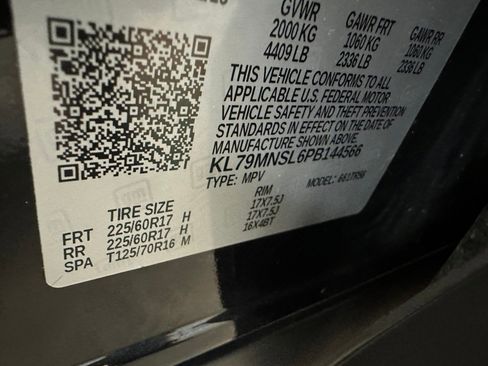 GVWR GAWR FRT GAWR RR
2000 KG 1060 KG 1060 KG
4409 LB 2336 LB 2336 LB
THIS VEHICLE CONFORMS TO ALL
APPLICABLE U.S. FEDERAL MOTOR
VEHICLE SAFETY AND THEFT PREVENTION
STANDARDS IN EFFECT ON THE DATE OF
MANUFACTURE SHOWN ABOVE.
KL79MNSL6PB144566
TYPE: MPV MODEL:
TIRE SIZE RIM
FRT 225/60R17 H 17X7.5J
RR 225/60R17 H 17X7.5J
SPA T125/70R16 M 16X4BT